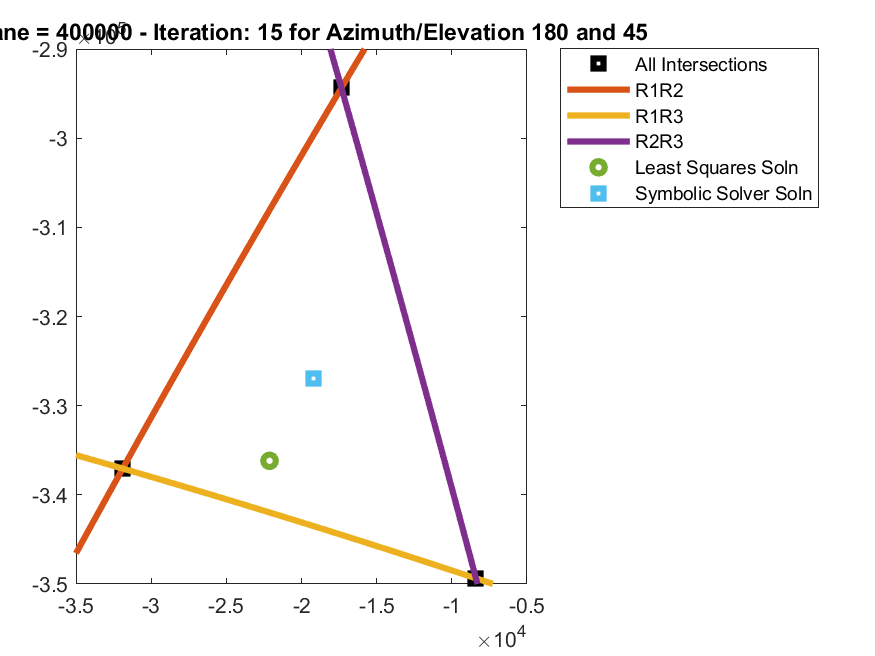 = 400000 - Iteration: 15 for Azimuth/Elevation 180 and 45
-2.9
-3
-3.1
-3.2
-3.3
-3.4
-3.5
-3.5 -3 -2.5 -2 -1.5 -1 -0.5
×10⁴
All Intersections
R1R2
R1R3
R2R3
Least Squares Soln
Symbolic Solver Soln